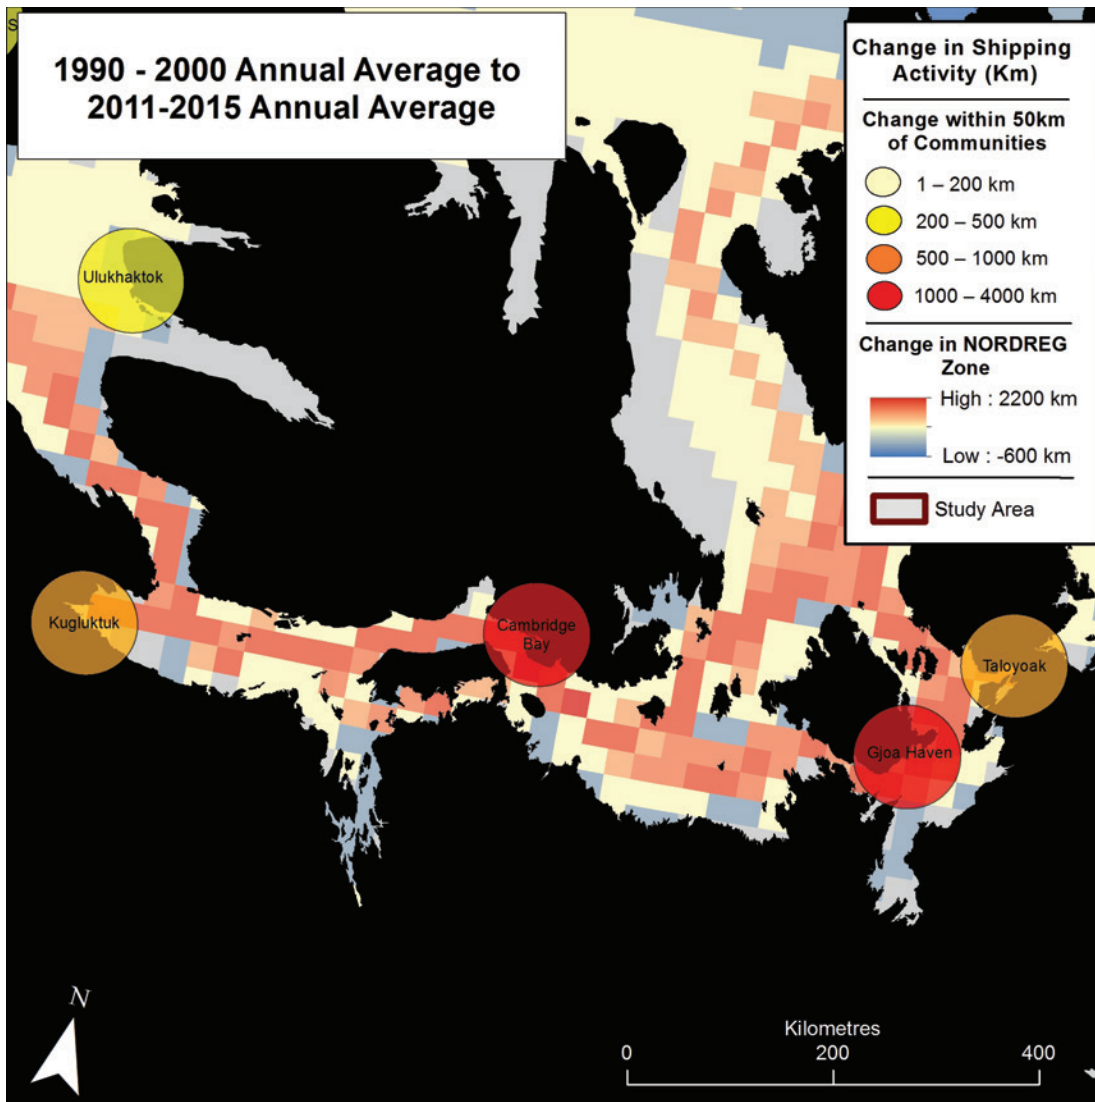 S
1990 - 2000 Annual Average to
2011-2015 Annual Average
Change in Shipping
Activity (Km)
Change within 50km
of Communities
1 – 200 km
200 – 500 km
500 – 1000 km
1000 – 4000 km
Change in NORDREG
Zone
High : 2200 km
Low : -600 km
Study Area
Ulukhaktok
Kugluktuk
Cambridge
Bay
Taloyoak
Gjoa Haven
N
Kilometres
0 200 400